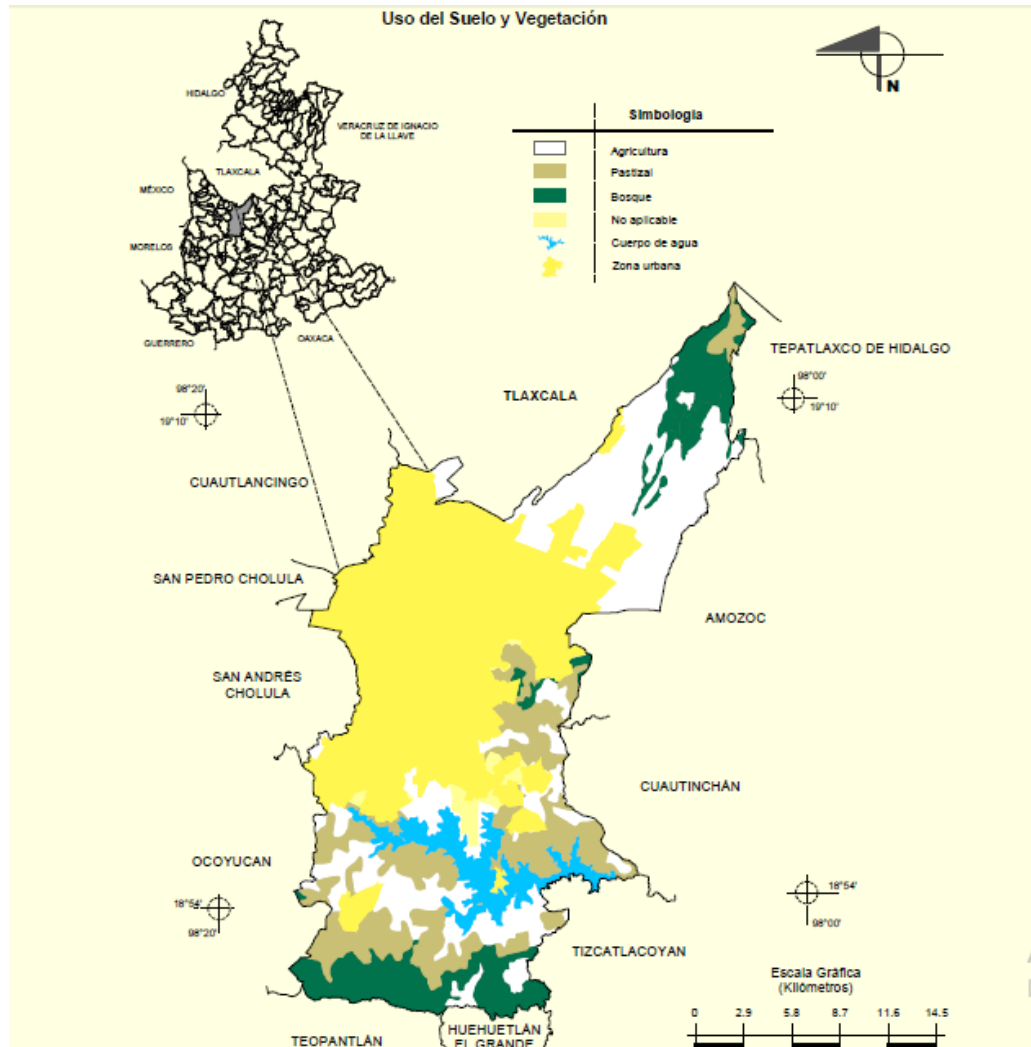 Uso del Suelo y Vegetación
N
HIDALGO
VERACRUZ DE IGNACIO
DE LA LLAVE
TLAXCALA
MÉXICO
MORELOS
GUERRERO
OAXACA
Simbología
Agricultura
Pastizal
Bosque
No aplicable
Cuerpo de agua
Zona urbana
TEPATLAXCO DE HIDALGO
98°20'
19°10'
98°00'
19°10'
TLAXCALA
CUAUTLANCINGO
SAN PEDRO CHOLULA
AMOZOC
SAN ANDRÉS
CHOLULA
CUAUTINCHÁN
OCOYUCAN
18°54'
98°20'
18°54'
98°00'
TIZCATLACOYAN
Escala Gráfica
(Kilómetros)
0 2.9 5.8 8.7 11.6 14.5
TEOPANTLÁN
HUEHUETLÁN
EL GRANDE